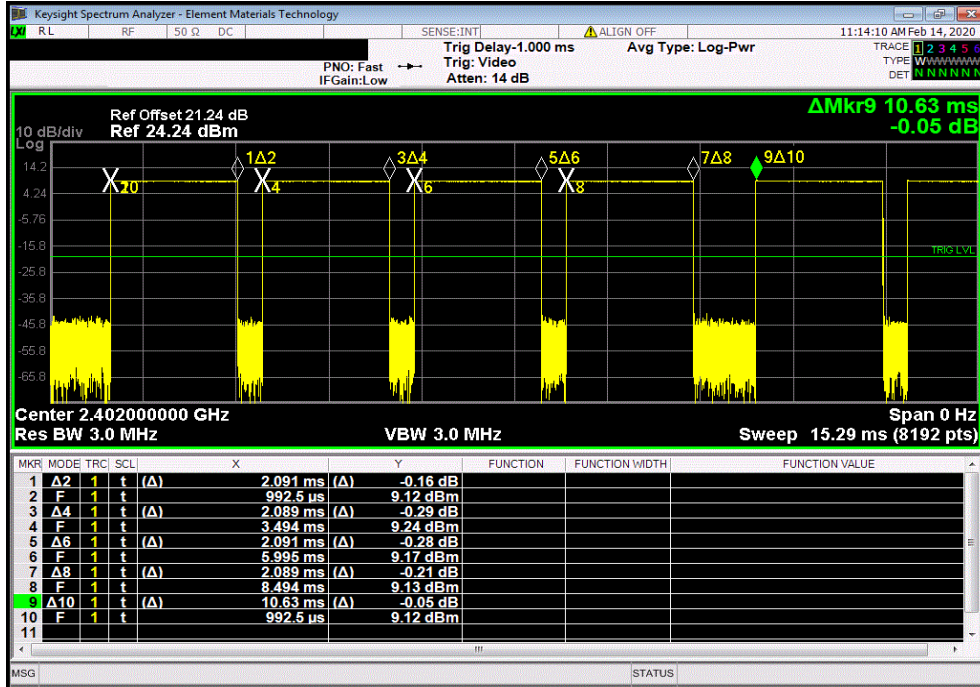 Keysight Spectrum Analyzer - Element Materials Technology
LXI RL RF 50 Ω DC SENSE:INT ALIGN OFF 11:14:10 AM Feb 14, 2020
Trig Delay-1.000 ms Avg Type: Log-Pwr TRACE 1 2 3 4 5 6
PNO: Fast Trig: Video TYPE WWWWWW
IFGain:Low Atten: 14 dB DET N N N N N N
ΔMkr9 10.63 ms
-0.05 dB
Ref Offset 21.24 dB
10 dB/div Ref 24.24 dBm
Log
1Δ2 3Δ4 5Δ6 7Δ8 9Δ10
14.2
4 6 8
4.24
-5.76
-15.8
TRIG LVL
-25.8
-35.8
-45.8
-55.8
-65.8
Center 2.402000000 GHz Span 0 Hz
Res BW 3.0 MHz VBW 3.0 MHz Sweep 15.29 ms (8192 pts)
MKR MODE TRC SCL X Y FUNCTION FUNCTION WIDTH FUNCTION VALUE
1 Δ2 1 t (Δ) 2.091 ms (Δ) -0.16 dB
2 F 1 t 992.5 µs 9.12 dBm
3 Δ4 1 t (Δ) 2.089 ms (Δ) -0.29 dB
4 F 1 t 3.494 ms 9.24 dBm
5 Δ6 1 t (Δ) 2.091 ms (Δ) -0.28 dB
6 F 1 t 5.995 ms 9.17 dBm
7 Δ8 1 t (Δ) 2.089 ms (Δ) -0.21 dB
8 F 1 t 8.494 ms 9.13 dBm
9 Δ10 1 t (Δ) 10.63 ms (Δ) -0.05 dB
10 F 1 t 992.5 µs 9.12 dBm
11
MSG STATUS